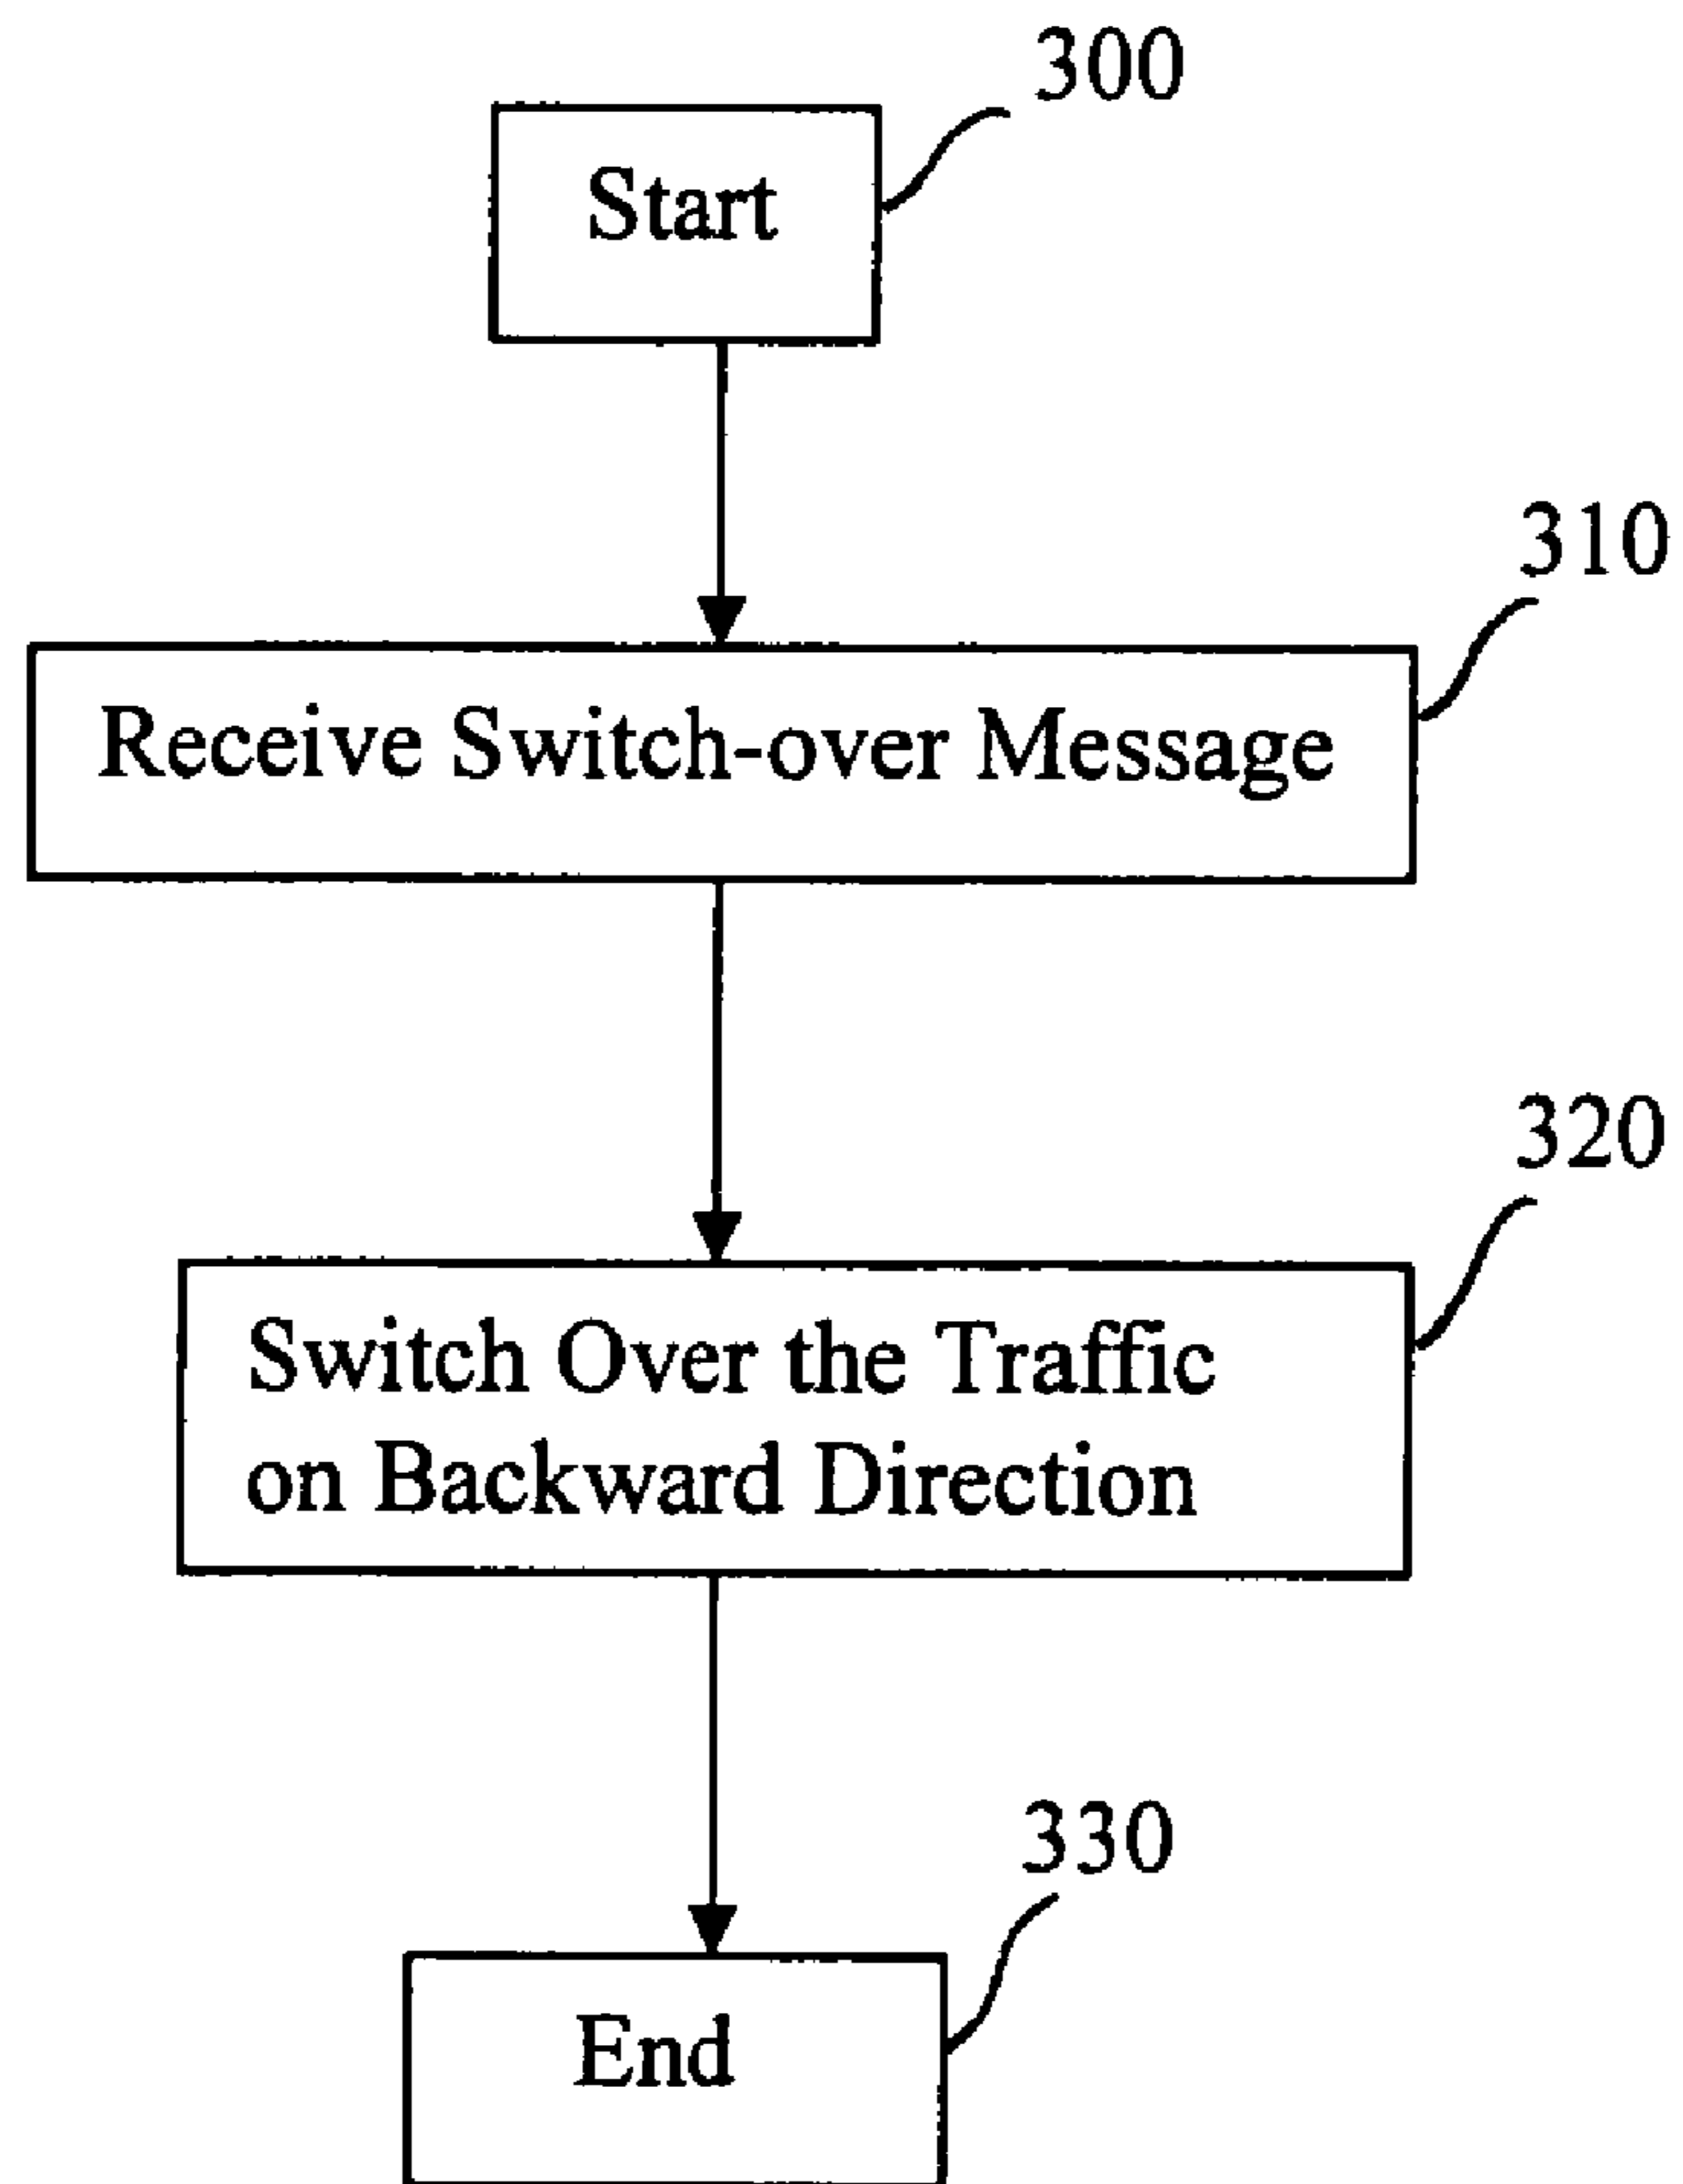 300
Start
310
Receive Switch-over Message
320
Switch Over the Traffic
on Backward Direction
330
End